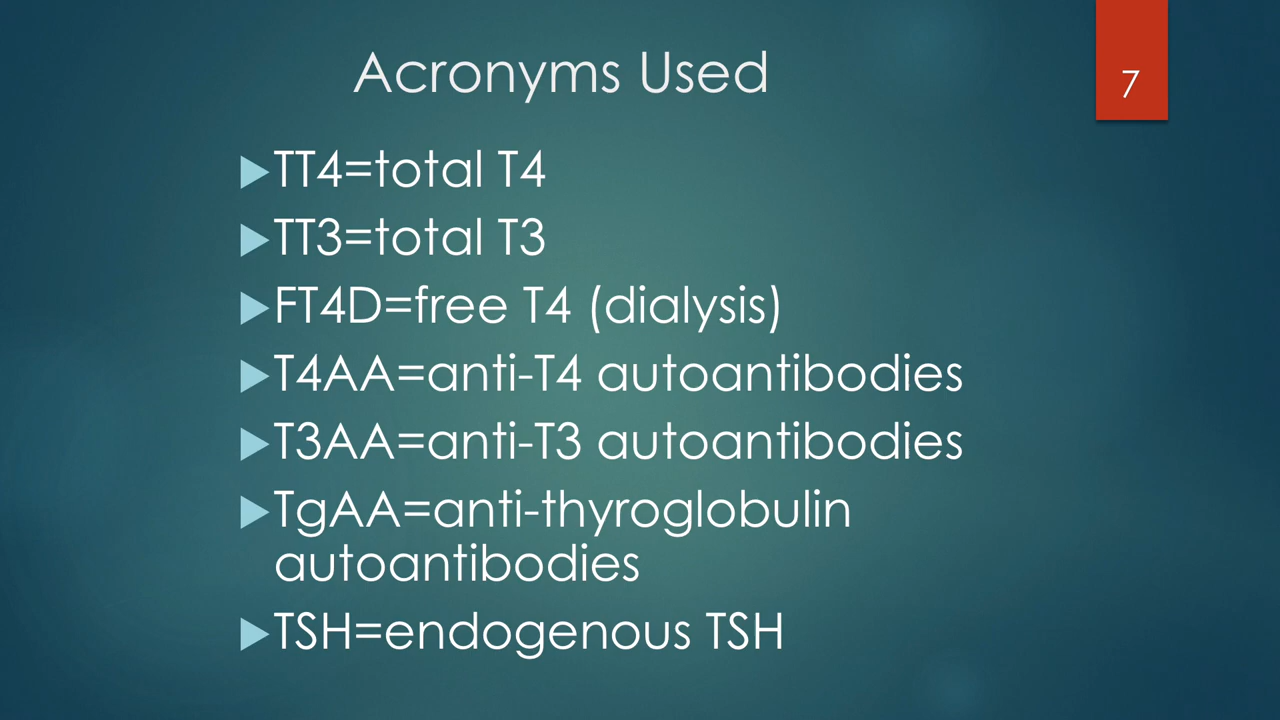 Acronyms Used
7
TT4=total T4
TT3=total T3
FT4D=free T4 (dialysis)
T4AA=anti-T4 autoantibodies
T3AA=anti-T3 autoantibodies
TgAA=anti-thyroglobulin
autoantibodies
TSH=endogenous TSH